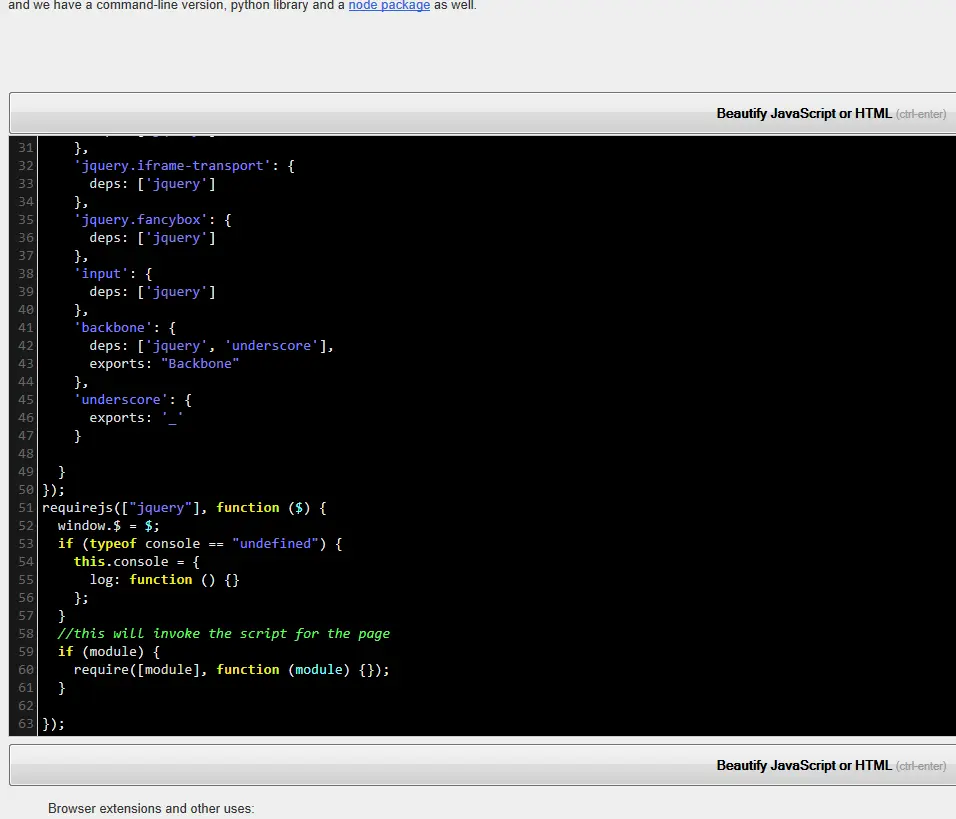 and we have a command-line version, python library and a node package as well.
Beautify JavaScript or HTML (ctrl-enter)
31 },
32 'jquery.iframe-transport': {
33 deps: ['jquery']
34 },
35 'jquery.fancybox': {
36 deps: ['jquery']
37 },
38 'input': {
39 deps: ['jquery']
40 },
41 'backbone': {
42 deps: ['jquery', 'underscore'],
43 exports: "Backbone"
44 },
45 'underscore': {
46 exports: '_'
47 }
48
49 }
50 });
51 requirejs(["jquery"], function ($) {
52 window.$ = $;
53 if (typeof console == "undefined") {
54 this.console = {
55 log: function () {}
56 };
57 }
58 //this will invoke the script for the page
59 if (module) {
60 require([module], function (module) {});
61 }
62
63 });
Beautify JavaScript or HTML (ctrl-enter)
Browser extensions and other uses: